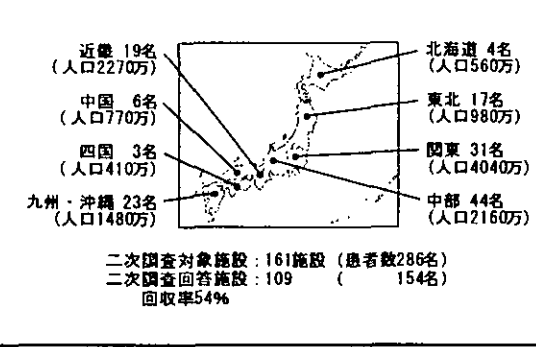 近畿 19名
(人口2270万)
中国 6名
(人口770万)
四国 3名
(人口410万)
九州・沖縄 23名
(人口1480万)
北海道 4名
(人口560万)
東北 17名
(人口980万)
関東 31名
(人口4040万)
中部 44名
(人口2160万)
二次調査対象施設:161施設 (患者数286名)
二次調査回答施設:109 ( 154名)
回収率54%